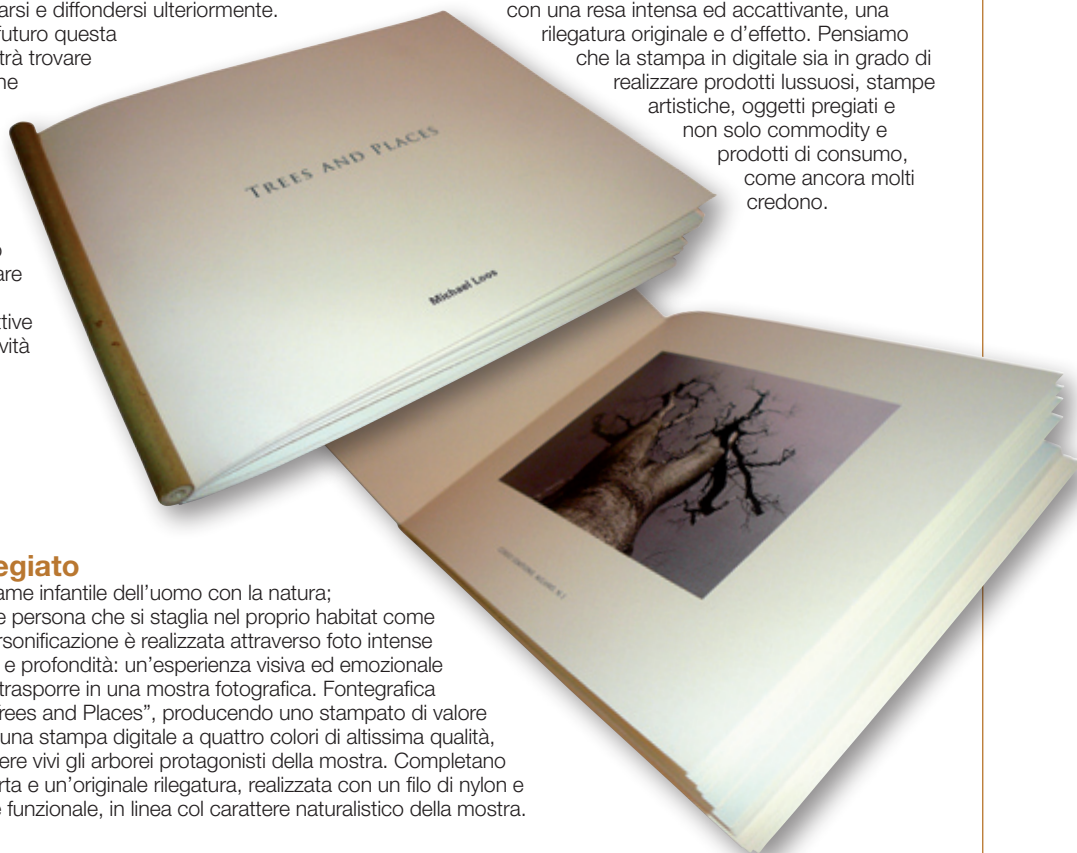 arsi e diffondersi ulteriormente.
futuro questa
trà trovare
ne
are
ttive
vità
con una resa intensa ed accattivante, una
rilegatura originale e d’effetto. Pensiamo
che la stampa in digitale sia in grado di
realizzare prodotti lussuosi, stampe
artistiche, oggetti pregiati e
non solo commodity e
prodotti di consumo,
come ancora molti
credono.
TREES AND PLACES
Michael Loos
egiato
ame infantile dell’uomo con la natura;
e persona che si staglia nel proprio habitat come
rsonificazione è realizzata attraverso foto intense
e profondità: un’esperienza visiva ed emozionale
trasporre in una mostra fotografica. Fontegrafica
rees and Places”, producendo uno stampato di valore
una stampa digitale a quattro colori di altissima qualità,
ere vivi gli arborei protagonisti della mostra. Completano
rta e un’originale rilegatura, realizzata con un filo di nylon e
e funzionale, in linea col carattere naturalistico della mostra.